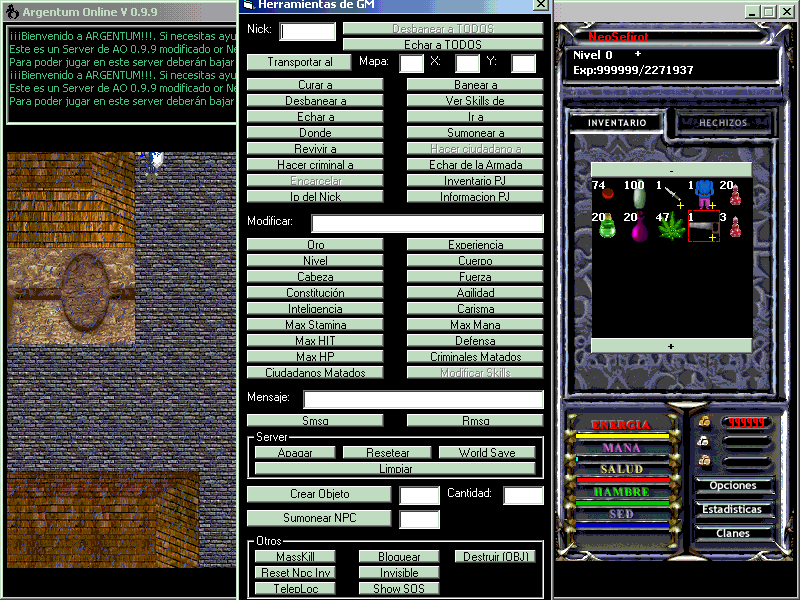 Argentum Online V 0.9.9
¡¡¡Bienvenido a ARGENTUM!!!. Si necesitas ayu
Este es un Server de AO 0.9.9 modificado or Ne
Para poder jugar en este server deberán bajar
¡¡¡Bienvenido a ARGENTUM!!!. Si necesitas ayu
Este es un Server de AO 0.9.9 modificado or Ne
Para poder jugar en este server deberán bajar
Herramientas de GM
Nick:
Desbanear a TODOS
Echar a TODOS
Transportar al
Mapa:
X:
Y:
Curar a
Banear a
Desbanear a
Ver Skills de
Echar a
Ir a
Donde
Sumonear a
Revivir a
Hacer ciudadano a
Hacer criminal a
Echar de la Armada
Encarcelar
Inventario PJ
Ip del Nick
Informacion PJ
Modificar:
Oro
Experiencia
Nivel
Cuerpo
Cabeza
Fuerza
Constitución
Agilidad
Inteligencia
Carisma
Max Stamina
Max Mana
Max HIT
Defensa
Max HP
Criminales Matados
Ciudadanos Matados
Modificar Skills
Mensaje:
Smsg
Rmsg
Server
Apagar
Resetear
World Save
Limpiar
Crear Objeto
Cantidad:
Sumonear NPC
Otros
MassKill
Bloquear
Destruir (OBJ)
Reset Npc Inv
Invisible
TelepLoc
Show SOS
NeoSefirot
Nivel 0 +
Exp:999999/2271937
INVENTARIO
HECHIZOS
-
74 100 1 1 20
20 20 47 1 3
+
ENERGIA
MANA
SALUD
HAMBRE
SED
Opciones
Estadisticas
Clanes